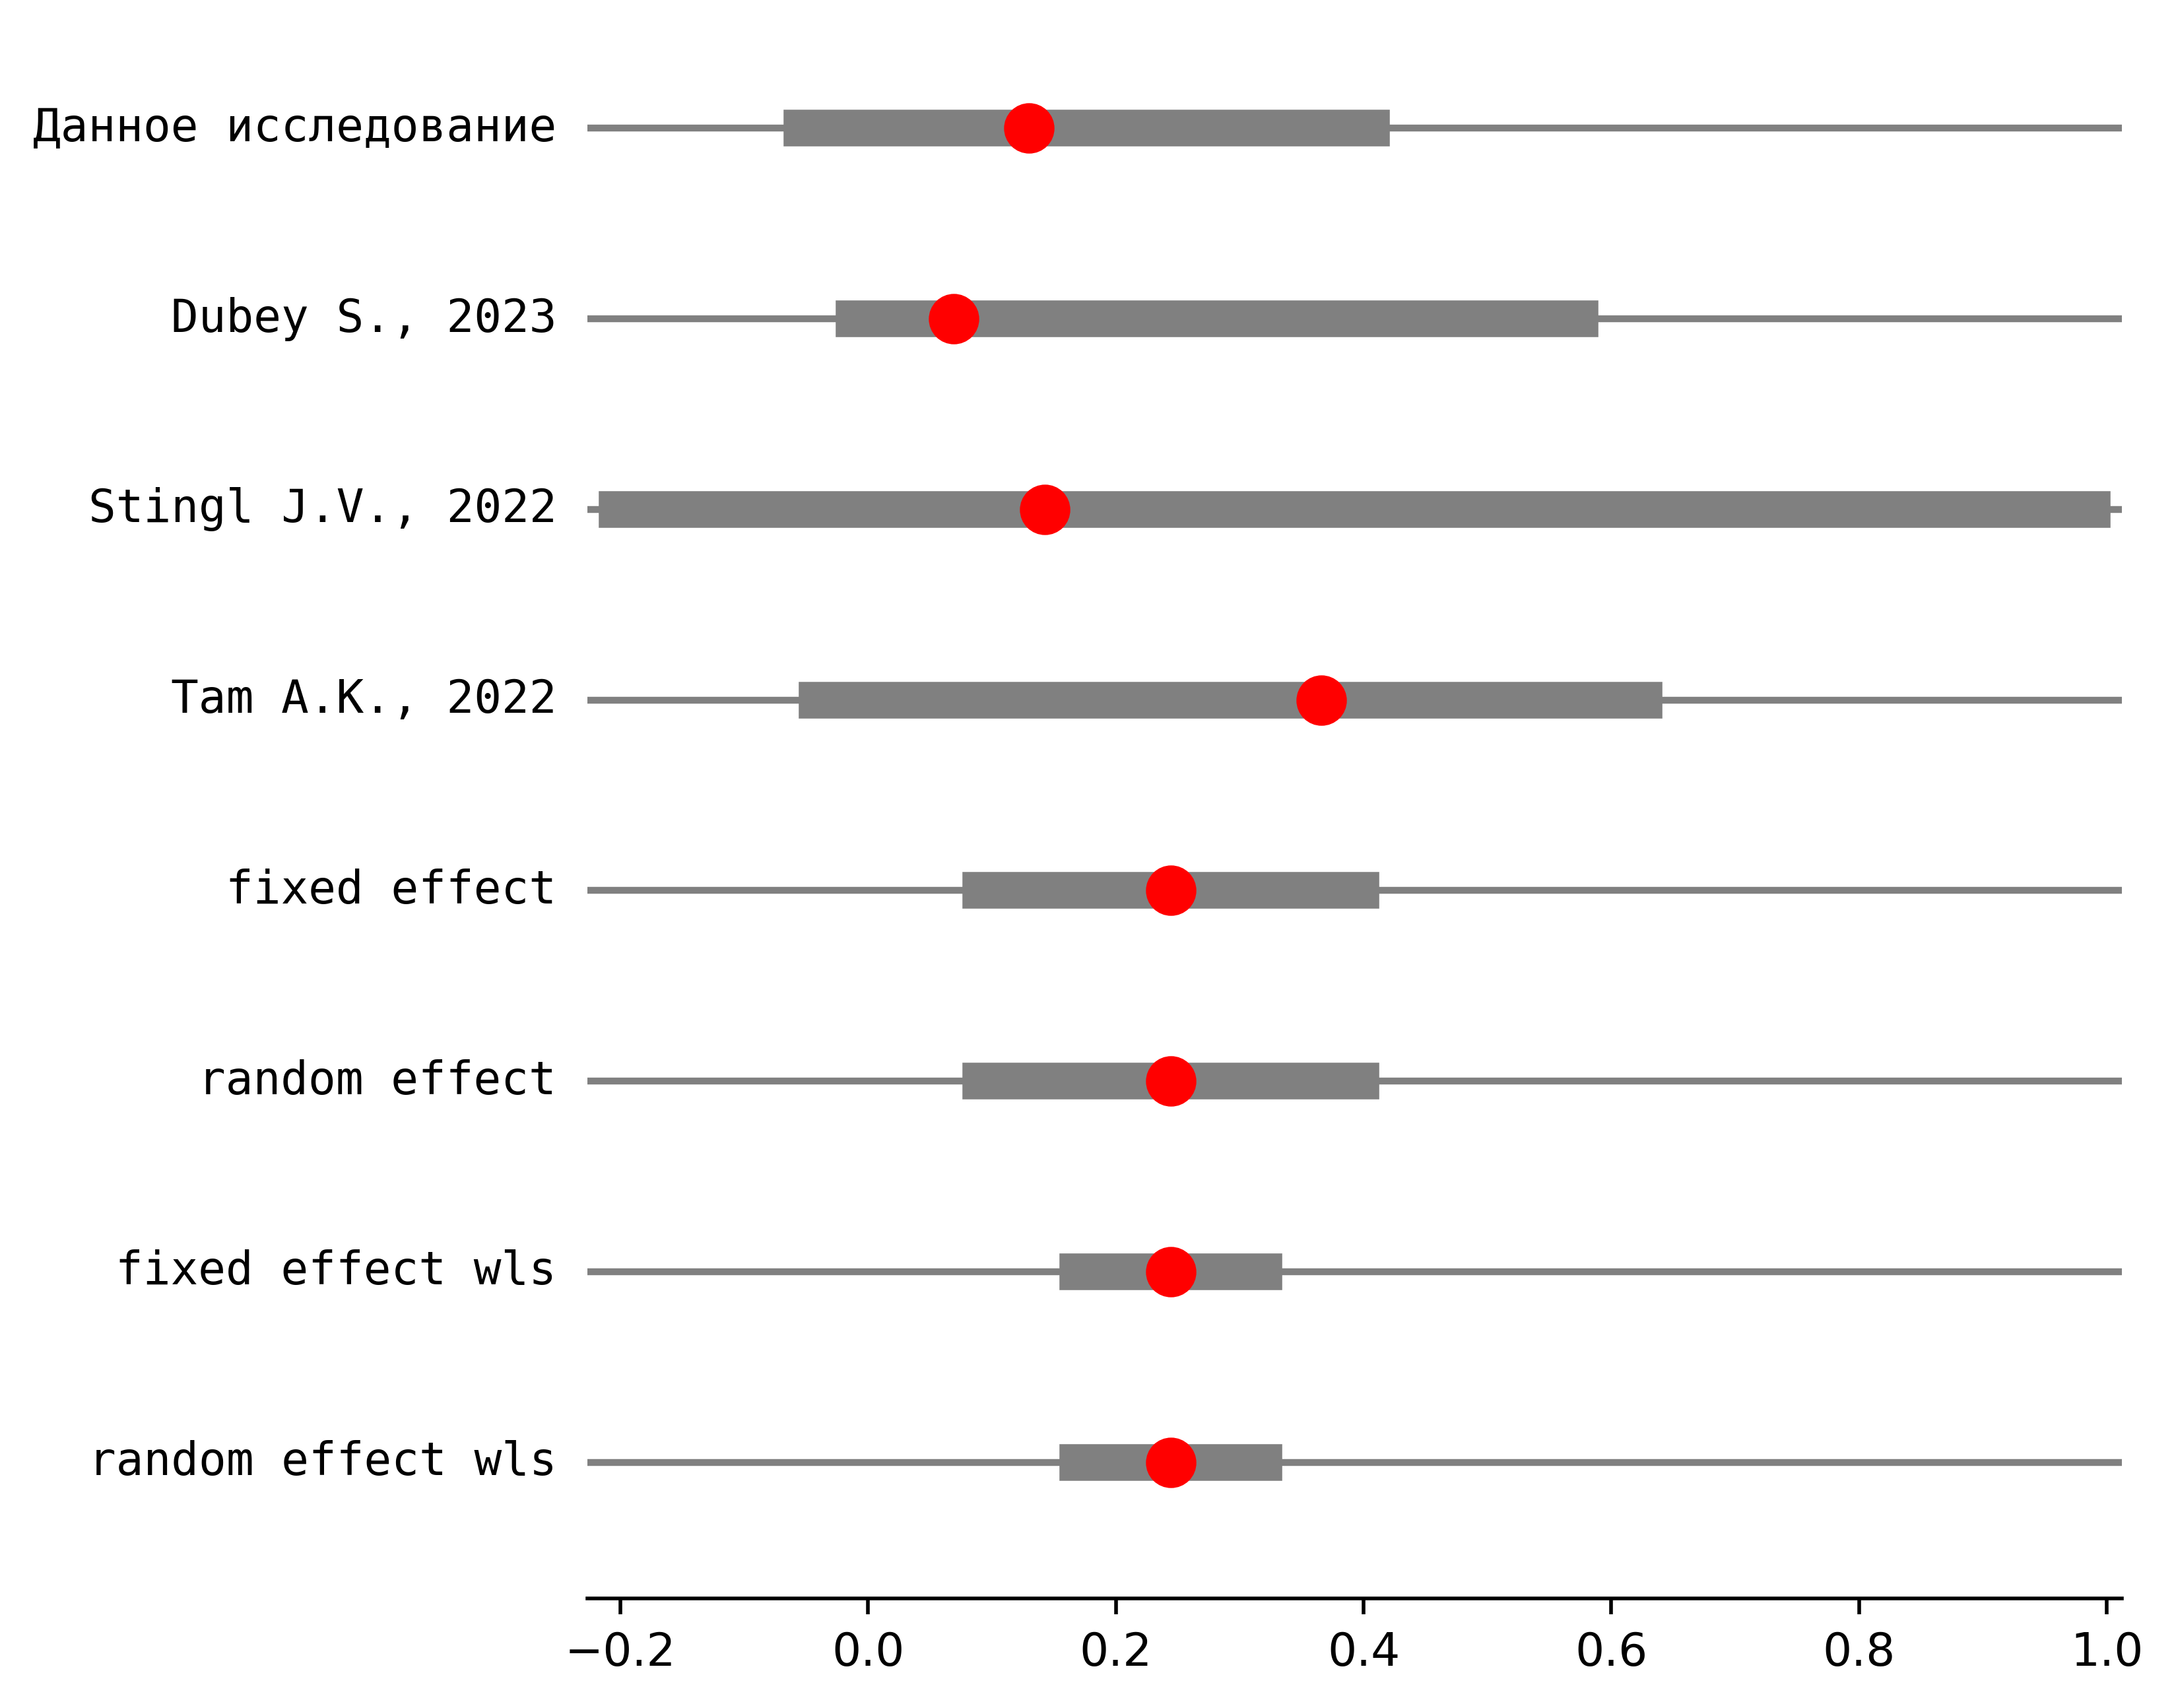 Данное исследование
Dubey S., 2023
Stingl J.V., 2022
Tam A.K., 2022
fixed effect
random effect
fixed effect wls
random effect wls
−0.2 0.0 0.2 0.4 0.6 0.8 1.0